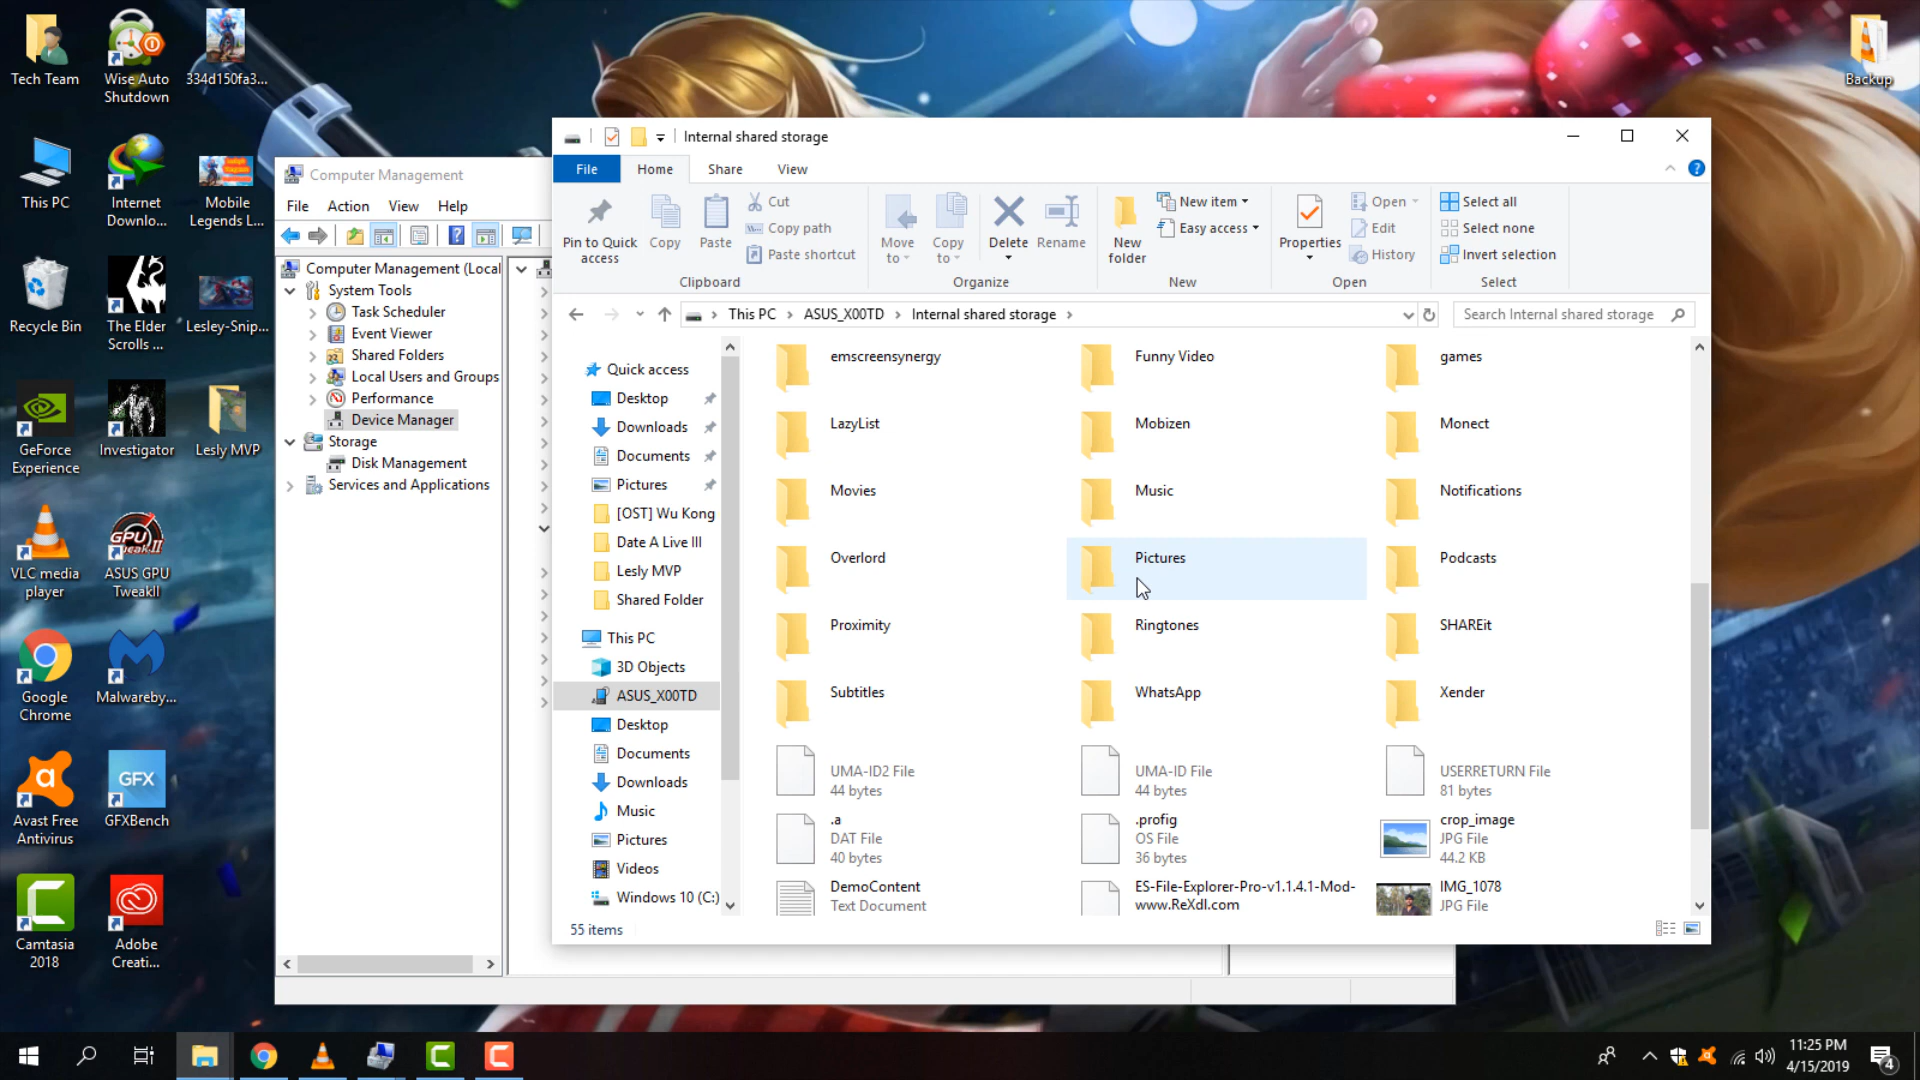 Tech Team
Wise Auto
Shutdown
334d150fa3...
Backup
This PC
Internet
Downlo...
Mobile
Legends L...
Recycle Bin
The Elder
Scrolls ...
Lesley-Snip...
GeForce
Experience
Investigator
Lesly MVP
VLC media
player
GPU
TweakII
ASUS GPU
TweakII
Google
Chrome
Malwareby...
Avast Free
Antivirus
GFX
GFXBench
Camtasia
2018
Adobe
Creati...
Computer Management
File Action View Help
Computer Management (Local
System Tools
Task Scheduler
Event Viewer
Shared Folders
Local Users and Groups
Performance
Device Manager
Storage
Disk Management
Services and Applications
Internal shared storage
File Home Share View
Pin to Quick
access
Copy
Paste
Cut
Copy path
Paste shortcut
Clipboard
Move
to
Copy
to
Delete
Rename
Organize
New
folder
New item
Easy access
New
Properties
Open
Edit
History
Open
Select all
Select none
Invert selection
Select
This PC
ASUS_X00TD
Internal shared storage
Search Internal shared storage
Quick access
Desktop
Downloads
Documents
Pictures
[OST] Wu Kong
Date A Live III
Lesly MVP
Shared Folder
This PC
3D Objects
ASUS_X00TD
Desktop
Documents
Downloads
Music
Pictures
Videos
Windows 10 (C:)
emscreensynergy
Funny Video
games
LazyList
Mobizen
Monect
Movies
Music
Notifications
Overlord
Pictures
Podcasts
Proximity
Ringtones
SHAREit
Subtitles
WhatsApp
Xender
UMA-ID2 File
44 bytes
UMA-ID File
44 bytes
USERRETURN File
81 bytes
.a
DAT File
40 bytes
.profig
OS File
36 bytes
crop_image
JPG File
44.2 KB
DemoContent
Text Document
ES-File-Explorer-Pro-v1.1.4.1-Mod-
www.ReXdl.com
IMG_1078
JPG File
55 items
11:25 PM
4/15/2019
4